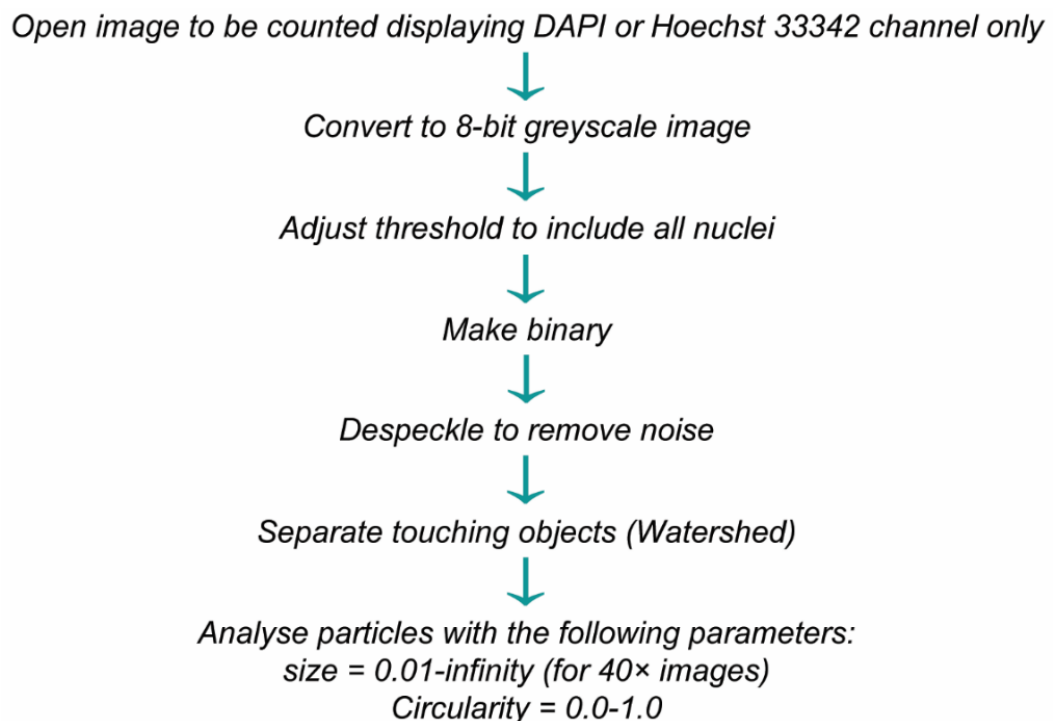 Open image to be counted displaying DAPI or Hoechst 33342 channel only
Convert to 8-bit greyscale image
Adjust threshold to include all nuclei
Make binary
Despeckle to remove noise
Separate touching objects (Watershed)
Analyse particles with the following parameters:
size = 0.01-infinity (for 40× images)
Circularity = 0.0-1.0